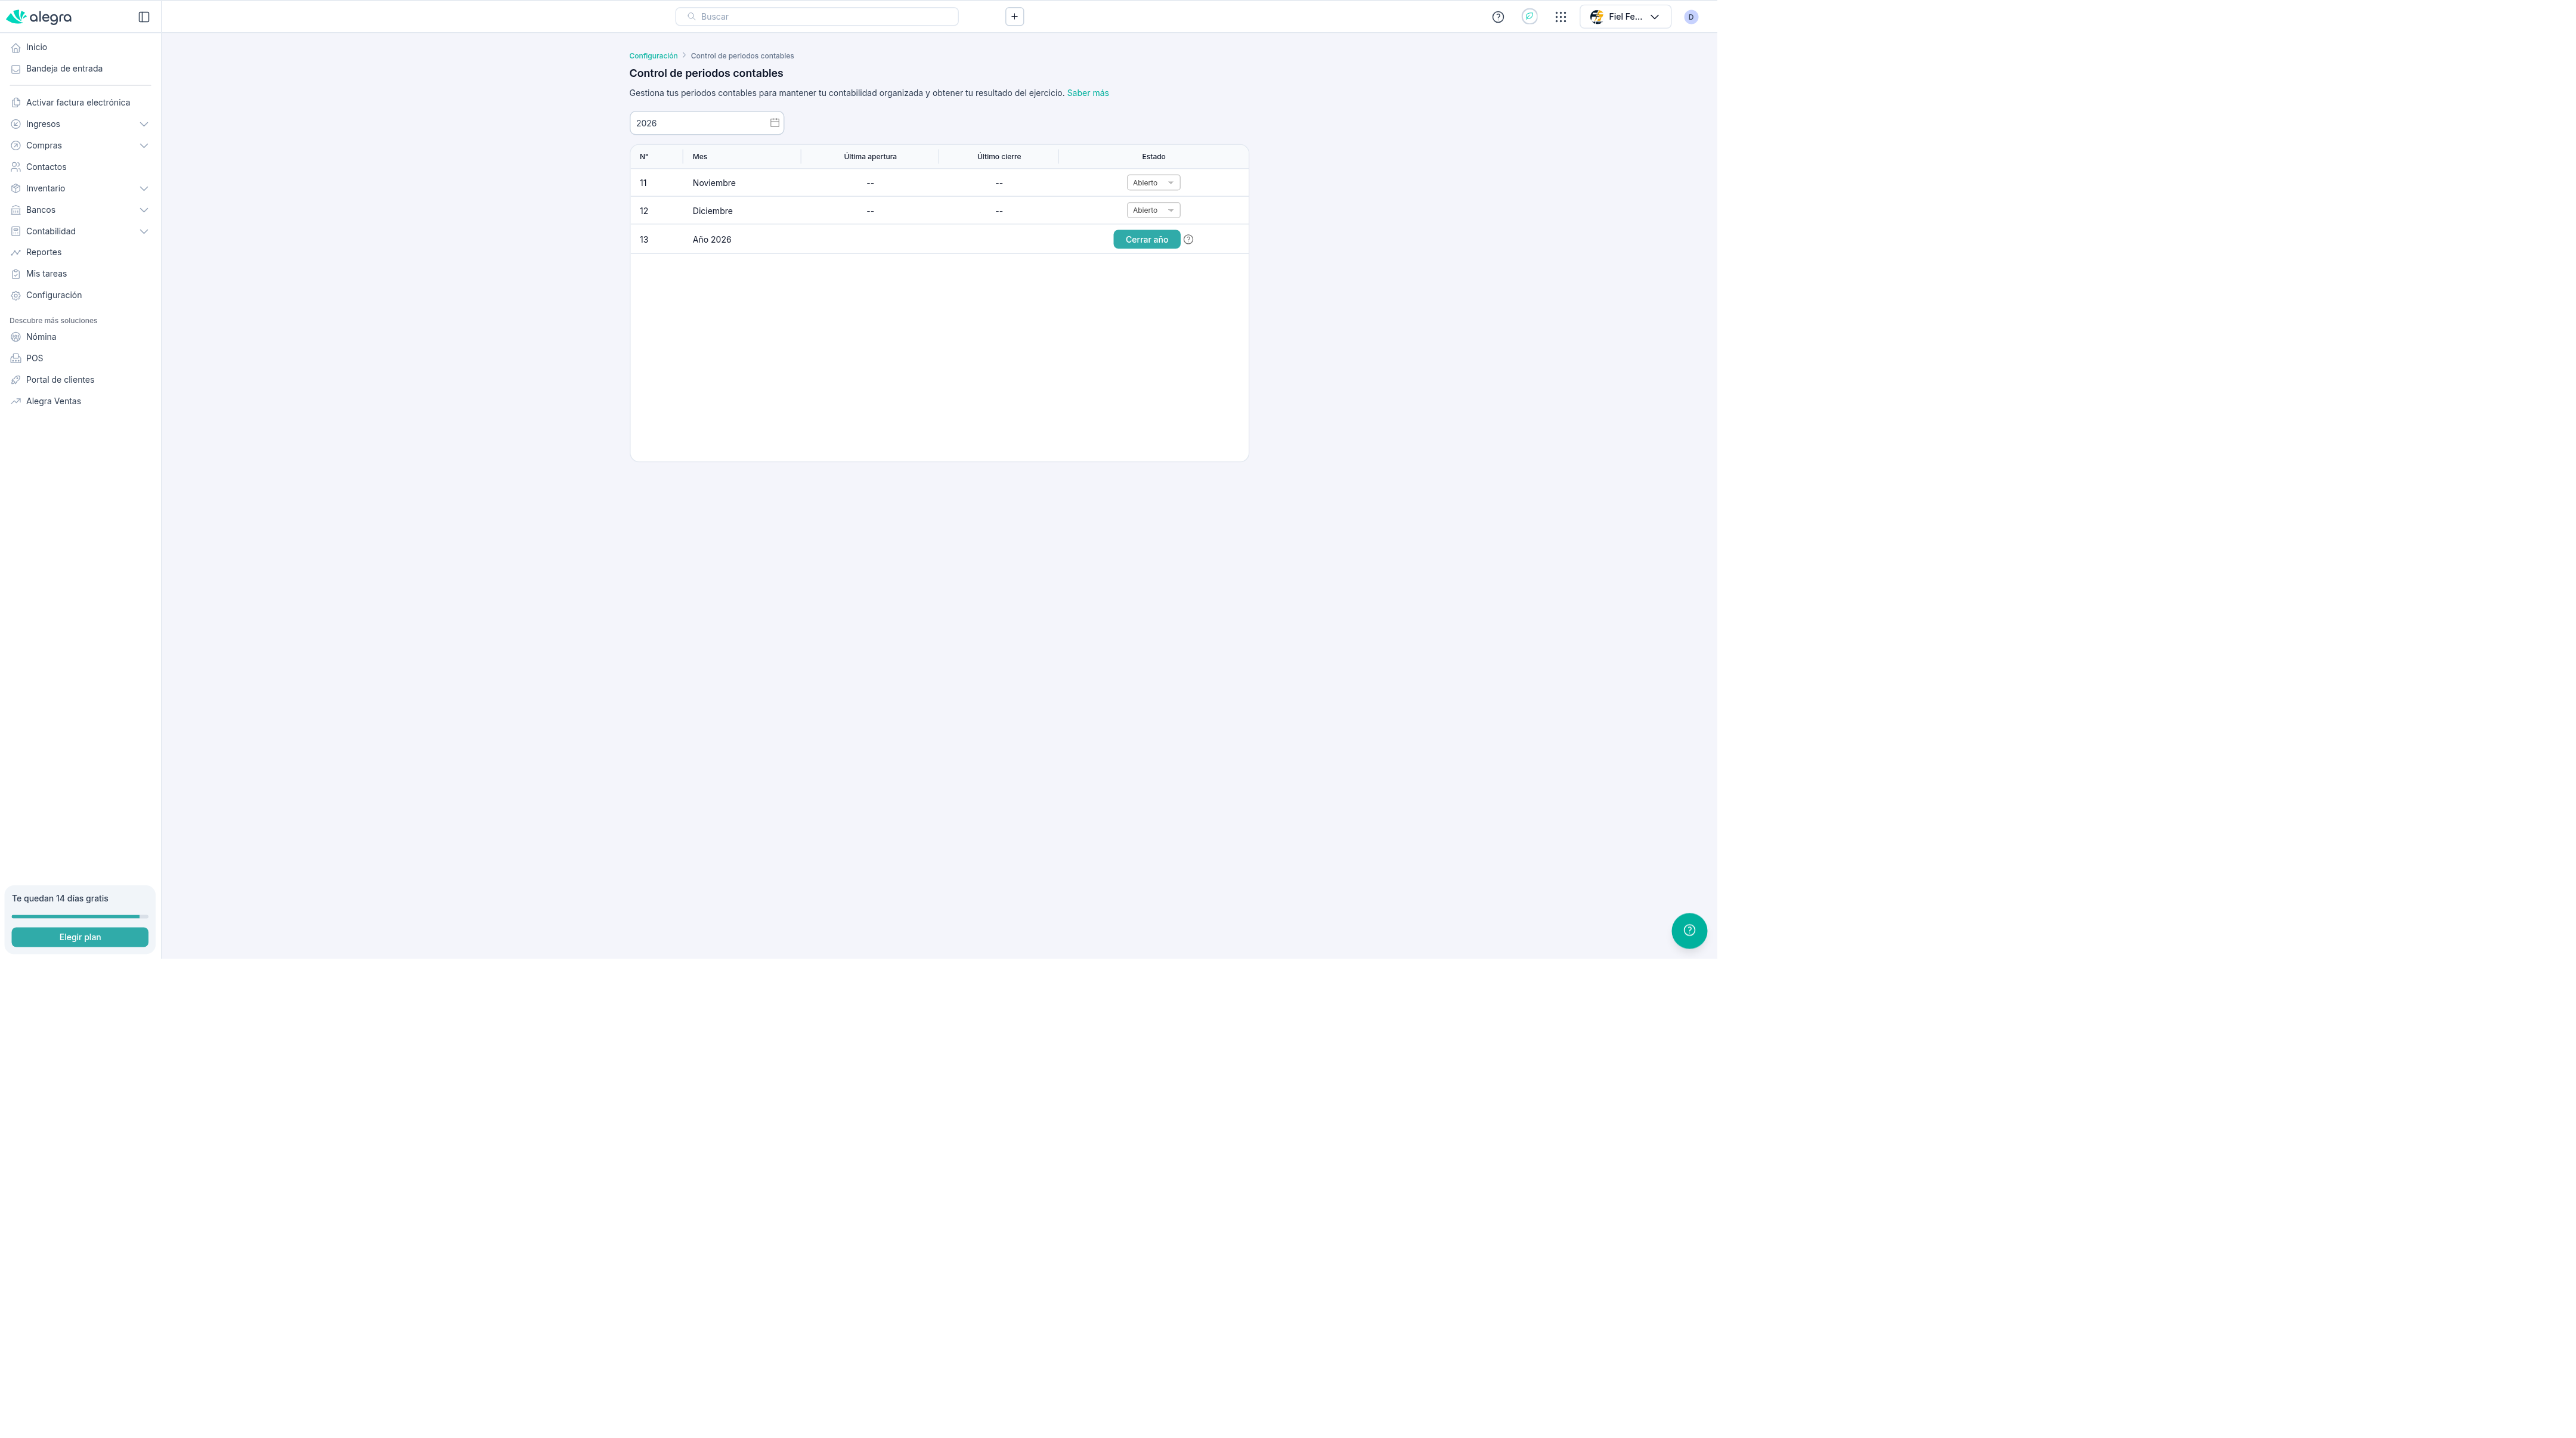 alegra
Buscar
Fiel Fe...
D
Inicio
Bandeja de entrada
Activar factura electrónica
Ingresos
Compras
Contactos
Inventario
Bancos
Contabilidad
Reportes
Mis tareas
Configuración
Descubre más soluciones
Nómina
POS
Portal de clientes
Alegra Ventas
Te quedan 14 días gratis
Elegir plan
Configuración > Control de periodos contables
Control de periodos contables
Gestiona tus periodos contables para mantener tu contabilidad organizada y obtener tu resultado del ejercicio. Saber más
2026
N° Mes Última apertura Último cierre Estado
11 Noviembre -- -- Abierto
12 Diciembre -- -- Abierto
13 Año 2026 Cerrar año